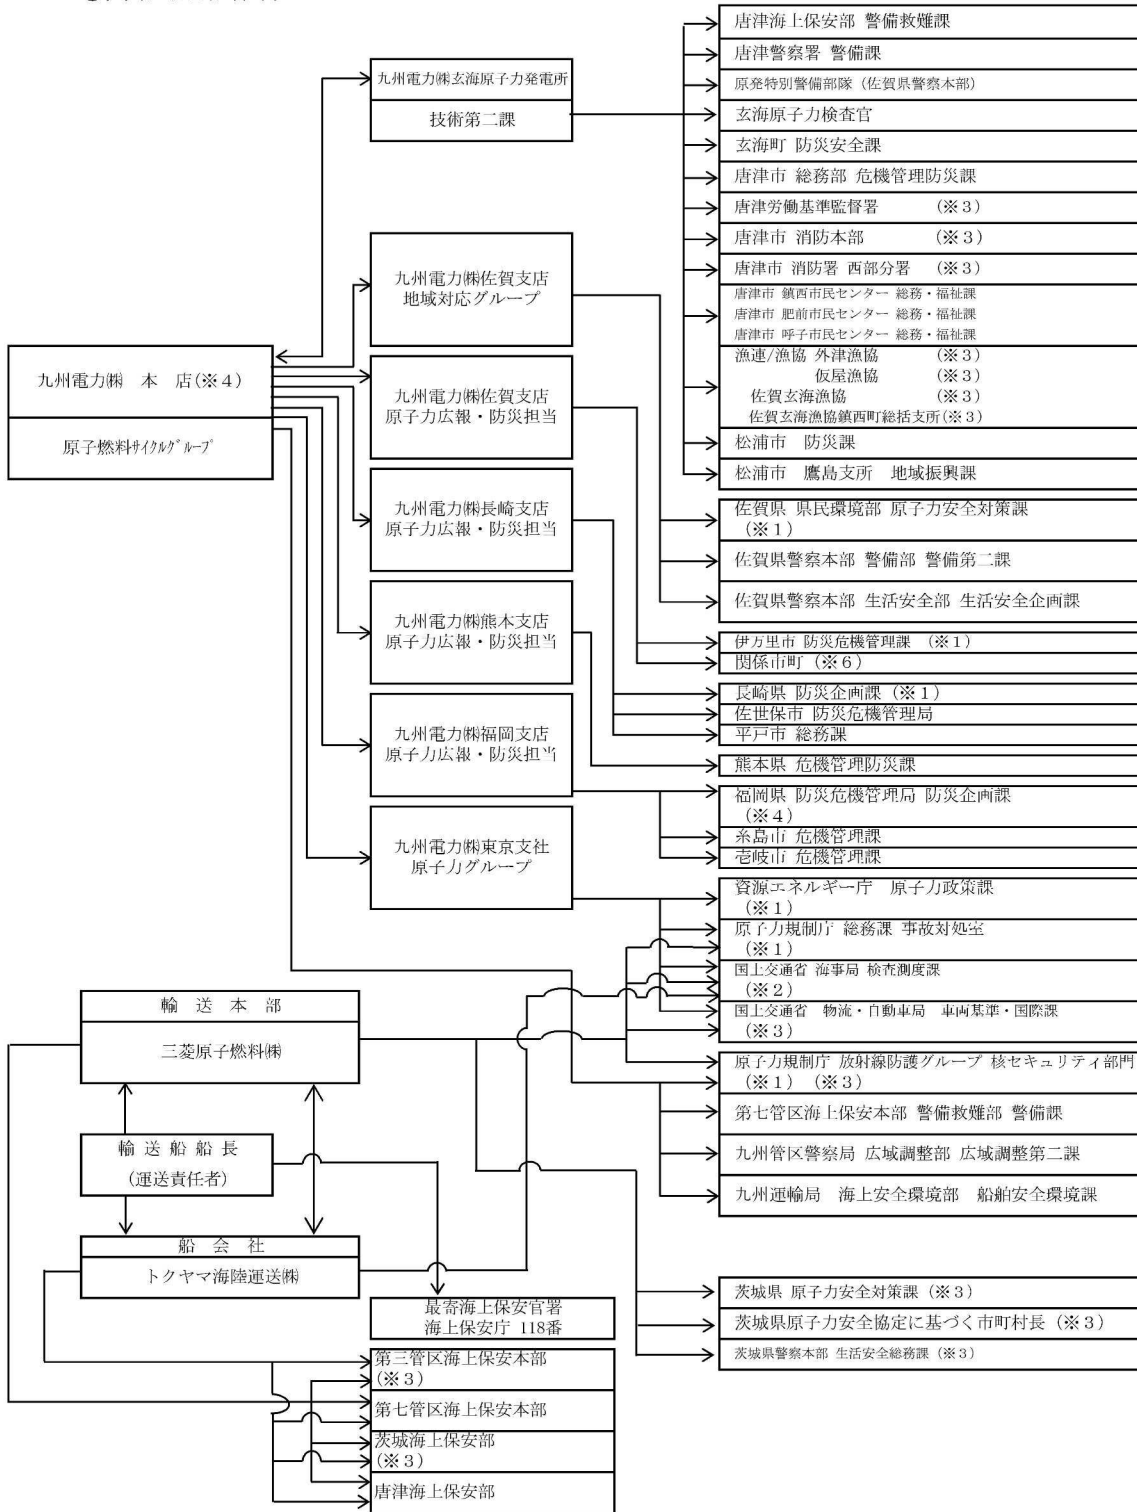 唐津海上保安部 警備救難課
唐津警察署 警備課
原発特別警備部隊（佐賀県警察本部）
玄海原子力検査官
玄海町 防災安全課
唐津市 総務部 危機管理防災課
唐津労働基準監督署 （※３）
唐津市 消防本部 （※３）
唐津市 消防署 西部分署 （※３）
唐津市 鎮西市民センター 総務・福祉課
唐津市 肥前市民センター 総務・福祉課
唐津市 呼子市民センター 総務・福祉課
漁連/漁協 外津漁協 （※３）
仮屋漁協 （※３）
佐賀玄海漁協 （※３）
佐賀玄海漁協鎮西町総括支所(※３)
松浦市 防災課
松浦市 鷹島支所 地域振興課
九州電力㈱玄海原子力発電所
技術第二課
九州電力㈱佐賀支店
地域対応グループ
九州電力㈱ 本 店(※４)
原子燃料ｻｲｸﾙｸﾞﾙｰﾌﾟ
九州電力㈱佐賀支店
原子力広報・防災担当
九州電力㈱長崎支店
原子力広報・防災担当
九州電力㈱熊本支店
原子力広報・防災担当
九州電力㈱福岡支店
原子力広報・防災担当
九州電力㈱東京支社
原子力グループ
佐賀県 県民環境部 原子力安全対策課
（※１）
佐賀県警察本部 警備部 警備第二課
佐賀県警察本部 生活安全部 生活安全企画課
伊万里市 防災危機管理課 （※１）
関係市町（※６）
長崎県 防災企画課（※１）
佐世保市 防災危機管理局
平戸市 総務課
熊本県 危機管理防災課
福岡県 防災危機管理局 防災企画課
（※４）
糸島市 危機管理課
壱岐市 危機管理課
資源エネルギー庁 原子力政策課
（※１）
原子力規制庁 総務課 事故対処室
（※１）
国土交通省 海事局 検査測度課
（※２）
国土交通省 物流・自動車局 車両基準・国際課
（※３）
原子力規制庁 放射線防護グループ 核セキュリティ部門
（※１）（※３）
第七管区海上保安本部 警備救難部 警備課
九州管区警察局 広域調整部 広域調整第二課
九州運輸局 海上安全環境部 船舶安全環境課
輸 送 本 部
三菱原子燃料㈱
輸 送 船 船 長
(運送責任者)
船 会 社
トクヤマ海陸運送㈱
最寄海上保安官署
海上保安庁 118番
第三管区海上保安本部
(※３)
第七管区海上保安本部
茨城海上保安部
(※３)
唐津海上保安部
茨城県 原子力安全対策課（※３）
茨城県原子力安全協定に基づく市町村長（※３）
茨城県警察本部 生活安全総務課（※３）